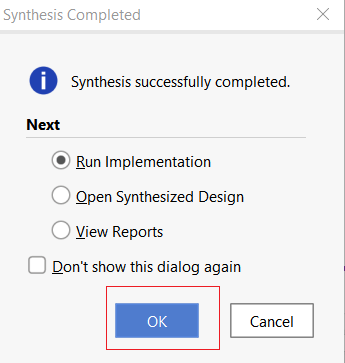 Synthesis Completed
Synthesis successfully completed.
Next
Run Implementation
Open Synthesized Design
View Reports
Don't show this dialog again
OK
Cancel